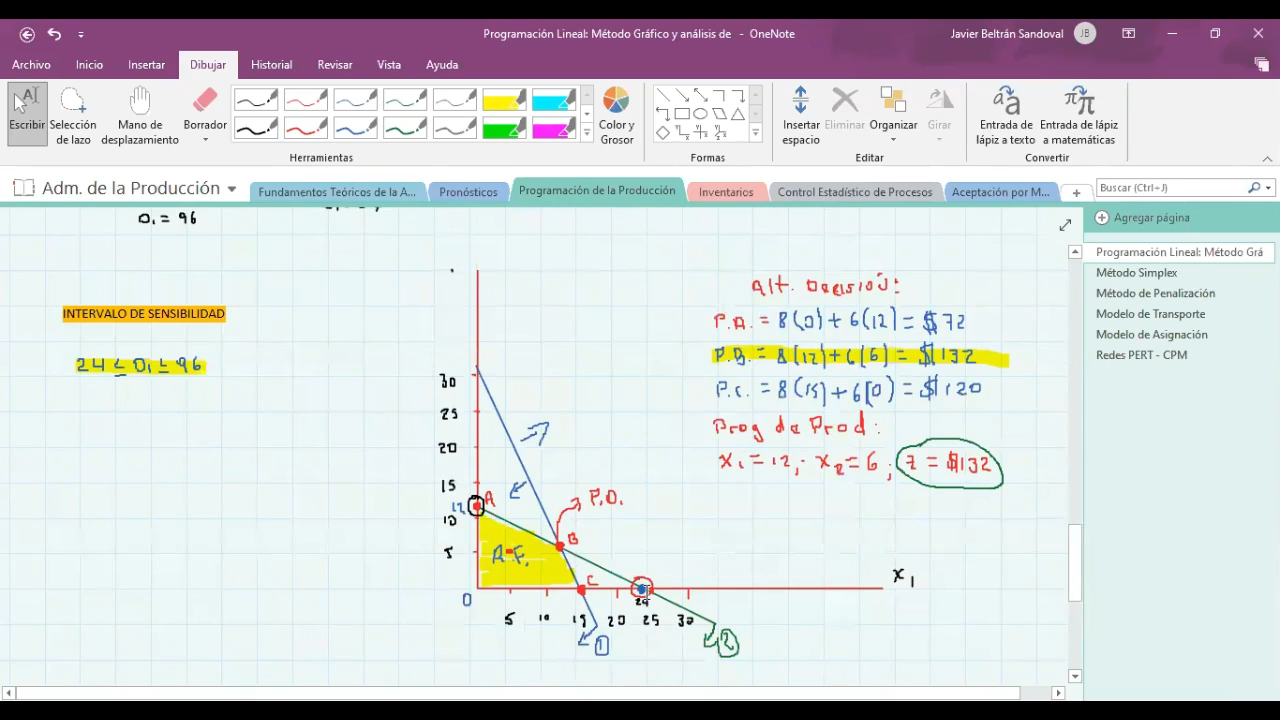 Programación Lineal: Método Gráfico y análisis de - OneNote
Javier Beltrán Sandoval
JB
Archivo
Inicio
Insertar
Dibujar
Historial
Revisar
Vista
Ayuda
Escribir
Selección de lazo
Mano de desplazamiento
Borrador
Color y Grosor
Insertar espacio
Eliminar
Organizar
Girar
Entrada de lápiz a texto
Entrada de lápiz a matemáticas
Herramientas
Formas
Editar
Convertir
Adm. de la Producción
Fundamentos Teóricos de la A...
Pronósticos
Programación de la Producción
Inventarios
Control Estadístico de Procesos
Aceptación por M...
Buscar (Ctrl+J)
Agregar página
Programación Lineal: Método Grá
Método Simplex
Método de Penalización
Modelo de Transporte
Modelo de Asignación
Redes PERT - CPM
D₁ = 96
INTERVALO DE SENSIBILIDAD
24 ≤ D₁ ≤ 96
Alt. Decisión:
P.A. = 8(0) + 6(12) = $72
P.B. = 8(12) + 6(6) = $132
P.C. = 8(15) + 6(0) = $120
Prog de Prod:
x₁ = 12; x₂ = 6; z = $132
30
25
20
15
12
10
5
0
A
P.O.
B
A.F.
C
x₁
24
5 10 15 20 25 30
1
2